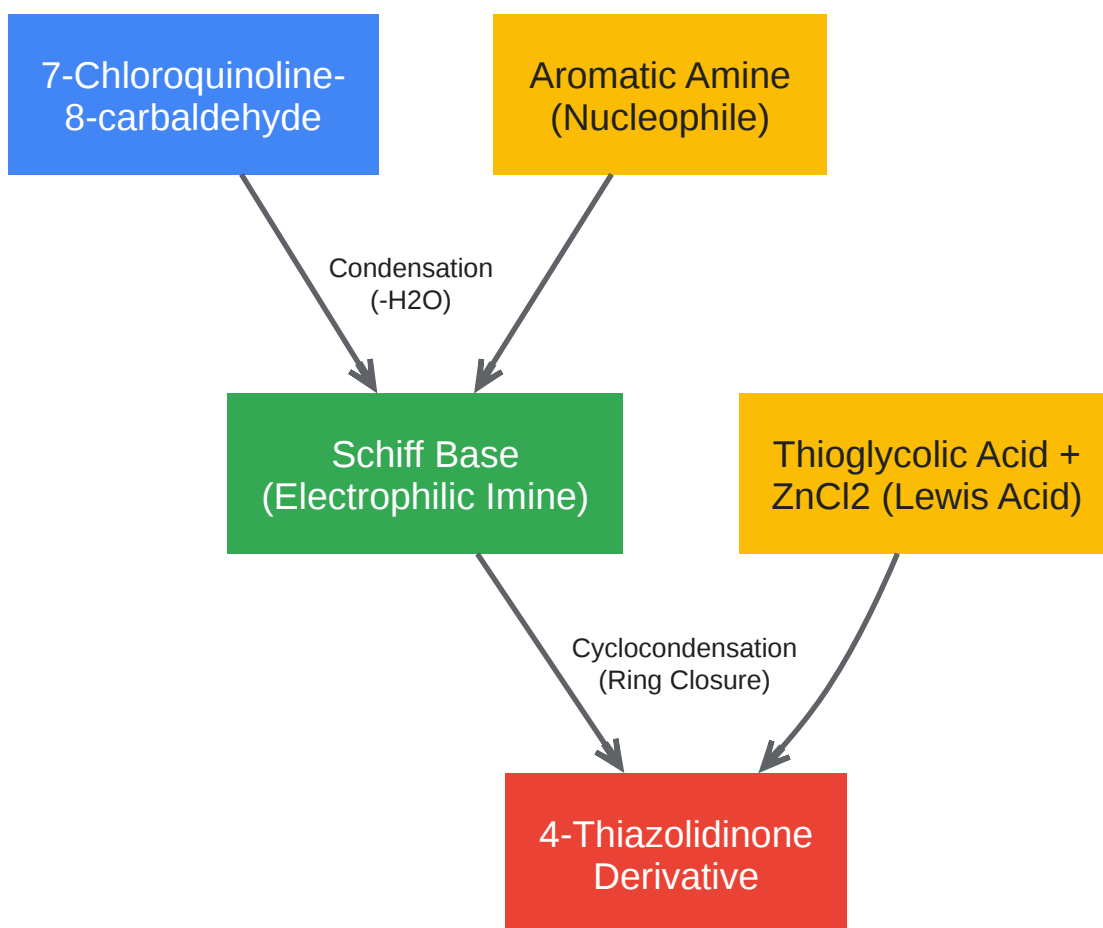 7-Chloroquinoline-
8-carbaldehyde
Aromatic Amine
(Nucleophile)
Condensation
(-H2O)
Schiff Base
(Electrophilic Imine)
Thioglycolic Acid +
ZnCl2 (Lewis Acid)
Cyclocondensation
(Ring Closure)
4-Thiazolidinone
Derivative